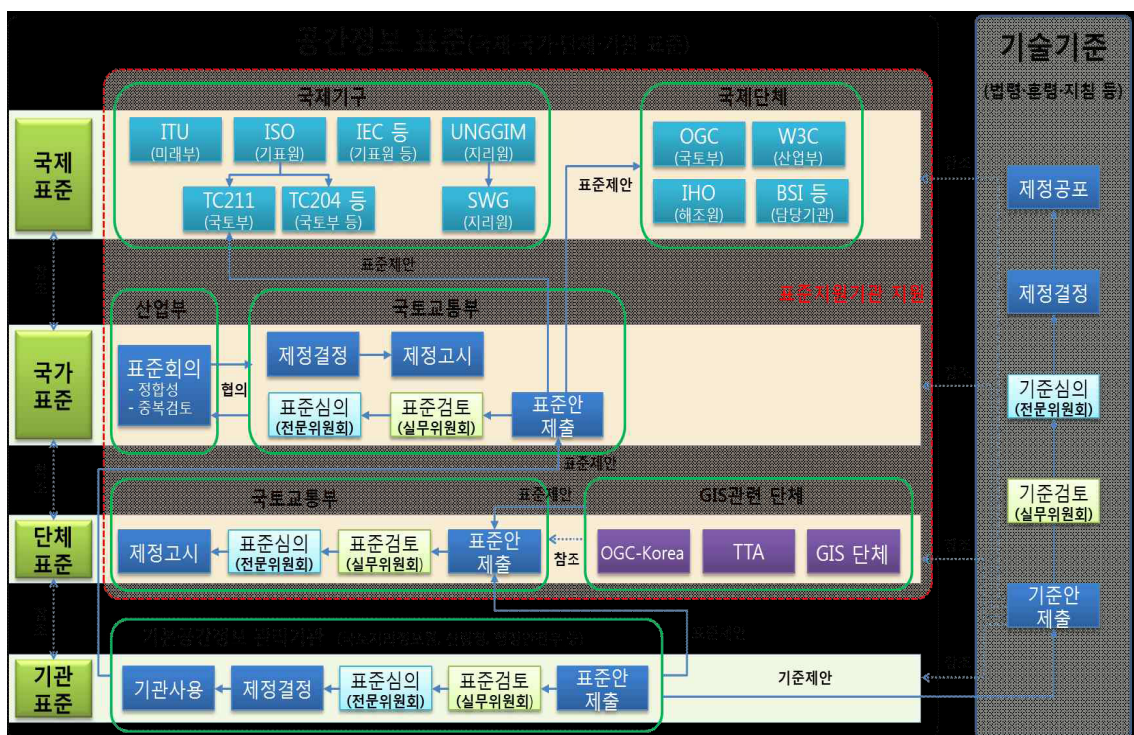 공간정보 표준(국제·국가·단체·기관 표준)
기술기준
(법령·훈령·지침 등)
국제
표준
국제기구
ITU
(미래부)
ISO
(기표원)
IEC 등
(기표원 등)
UNGGIM
(지리원)
TC211
(국토부)
TC204 등
(국토부 등)
SWG
(지리원)
표준제안
국제단체
OGC
(국토부)
W3C
(산업부)
IHO
(해조원)
BSI 등
(담당기관)
참조
제정공포
표준제안
표준지원기관 지원
제정결정
국가
표준
산업부
표준회의
- 정합성
- 중복검토
협의
국토교통부
제정결정
제정고시
표준심의
(전문위원회)
표준검토
(실무위원회)
표준안
제출
기준심의
(전문위원회)
표준제안
단체
표준
국토교통부
제정고시
표준심의
(전문위원회)
표준검토
(실무위원회)
표준안
제출
표준제안
참조
GIS관련 단체
OGC-Korea
TTA
GIS 단체
기준검토
(실무위원회)
기준안
제출
기관
표준
기본공간정보 관리기관
표준제안
기관사용
제정결정
표준심의
(전문위원회)
표준검토
(실무위원회)
표준안
제출
기준제안
참조